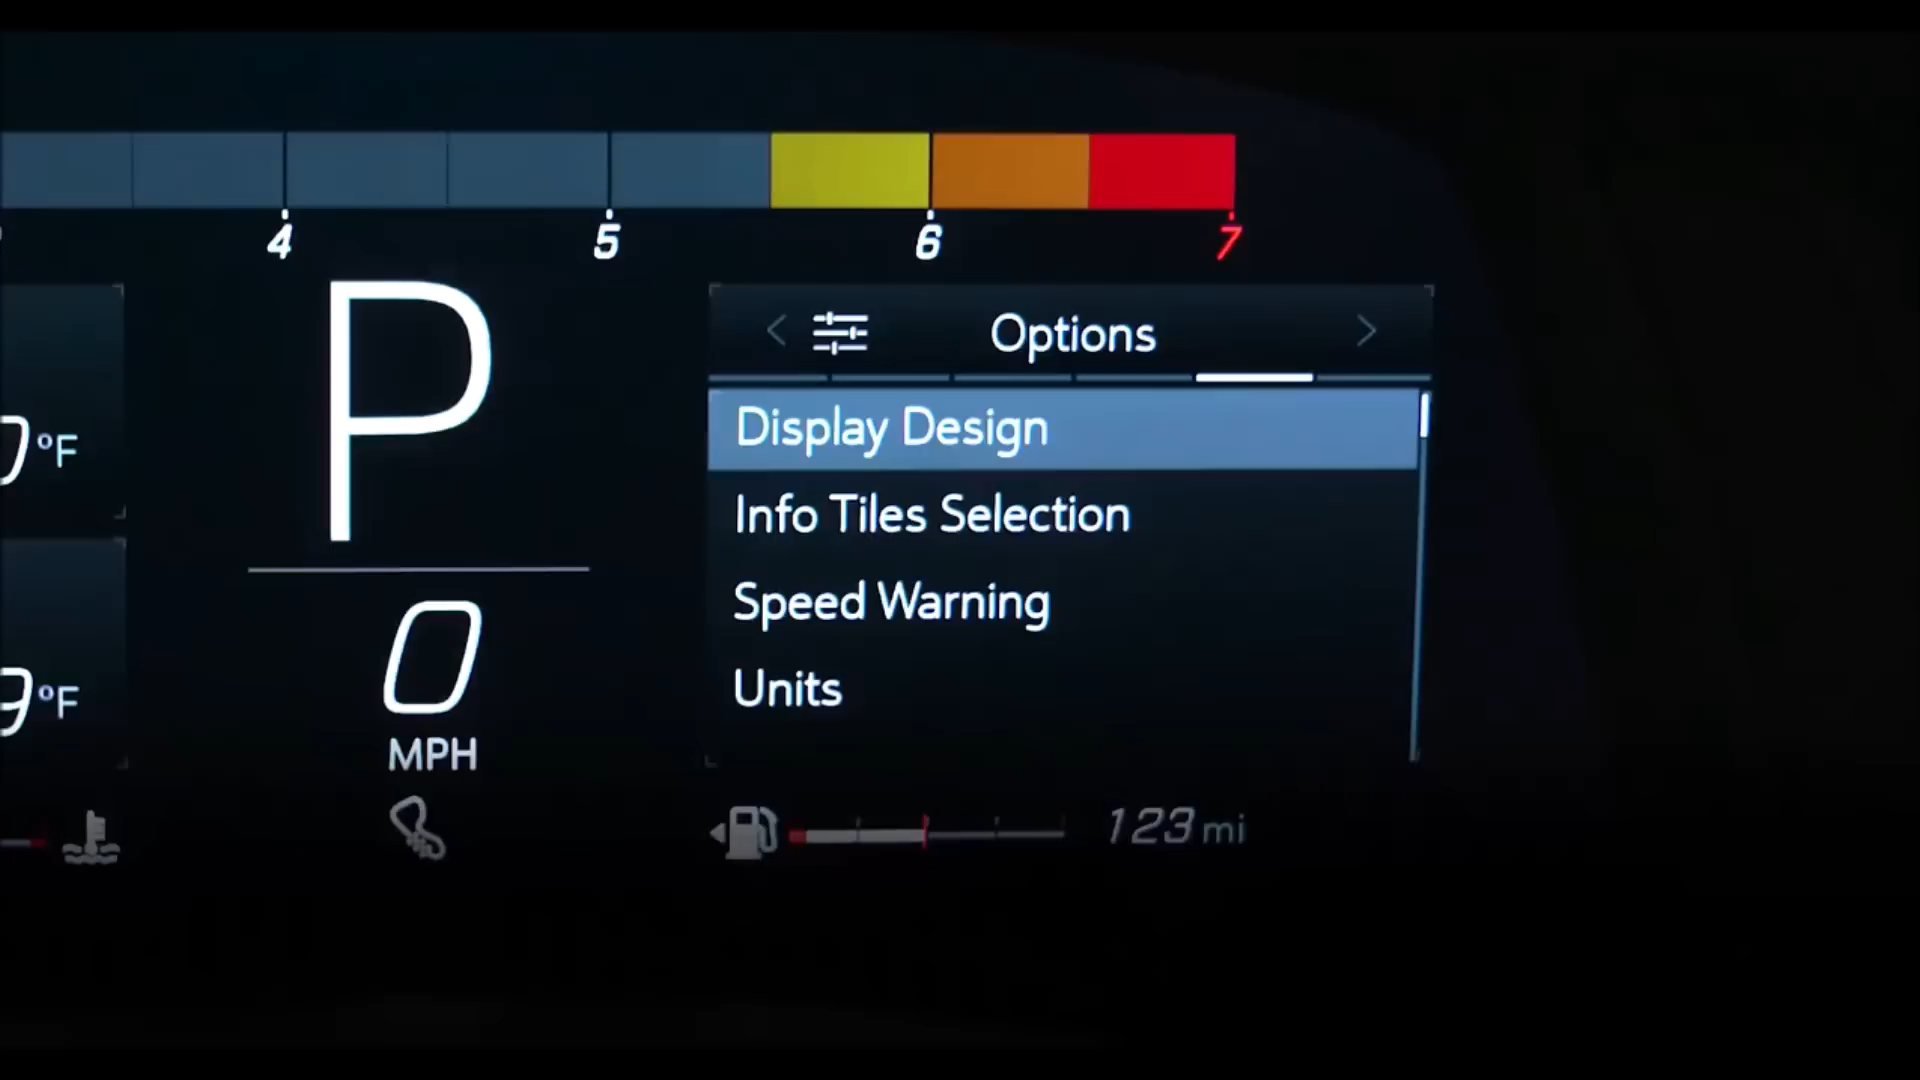 4 5 6 7
P
Options
Display Design
°F
Info Tiles Selection
Speed Warning
0
°F
Units
MPH
123 mi